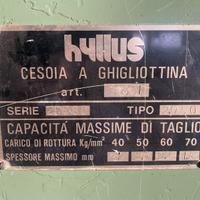 hyllus
CESOIA A GHIGLIOTTINA
art.
SERIE TIPO
CAPACITÀ MASSIME DI TAGLIO
CARICO DI ROTTURA Kg/mm² 40 50 60 70
SPESSORE MASSIMO mm